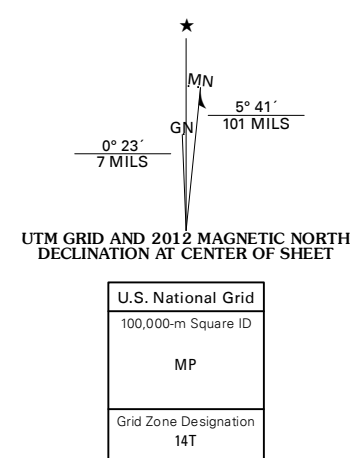 ★
MN
5° 41´
101 MILS
GN
0° 23´
7 MILS
UTM GRID AND 2012 MAGNETIC NORTH
DECLINATION AT CENTER OF SHEET
U.S. National Grid
100,000-m Square ID
MP
Grid Zone Designation
14T